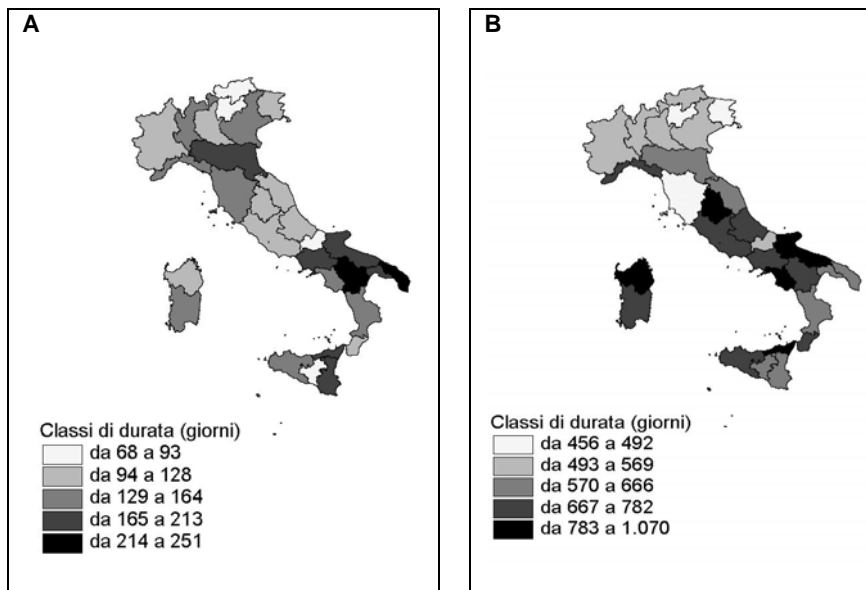 A
Classi di durata (giorni)
da 68 a 93
da 94 a 128
da 129 a 164
da 165 a 213
da 214 a 251
B
Classi di durata (giorni)
da 456 a 492
da 493 a 569
da 570 a 666
da 667 a 782
da 783 a 1.070